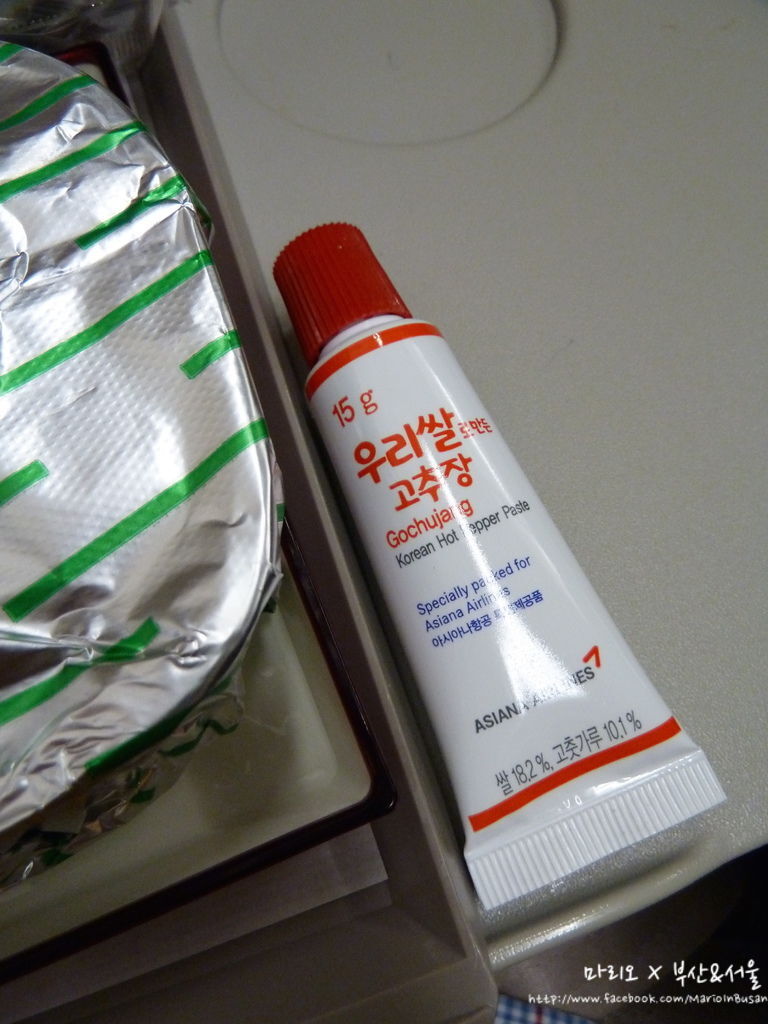 15 g
우리쌀로 만든
고추장
Gochujang
Korean Hot Pepper Paste
Specially packed for
Asiana Airlines
아시아나항공 특별제공품
ASIANA AIRLINES
쌀 18.2 %, 고춧가루 10.1 %
마리오 X 부산&서울
http://www.facebook.com/MarioInBusan